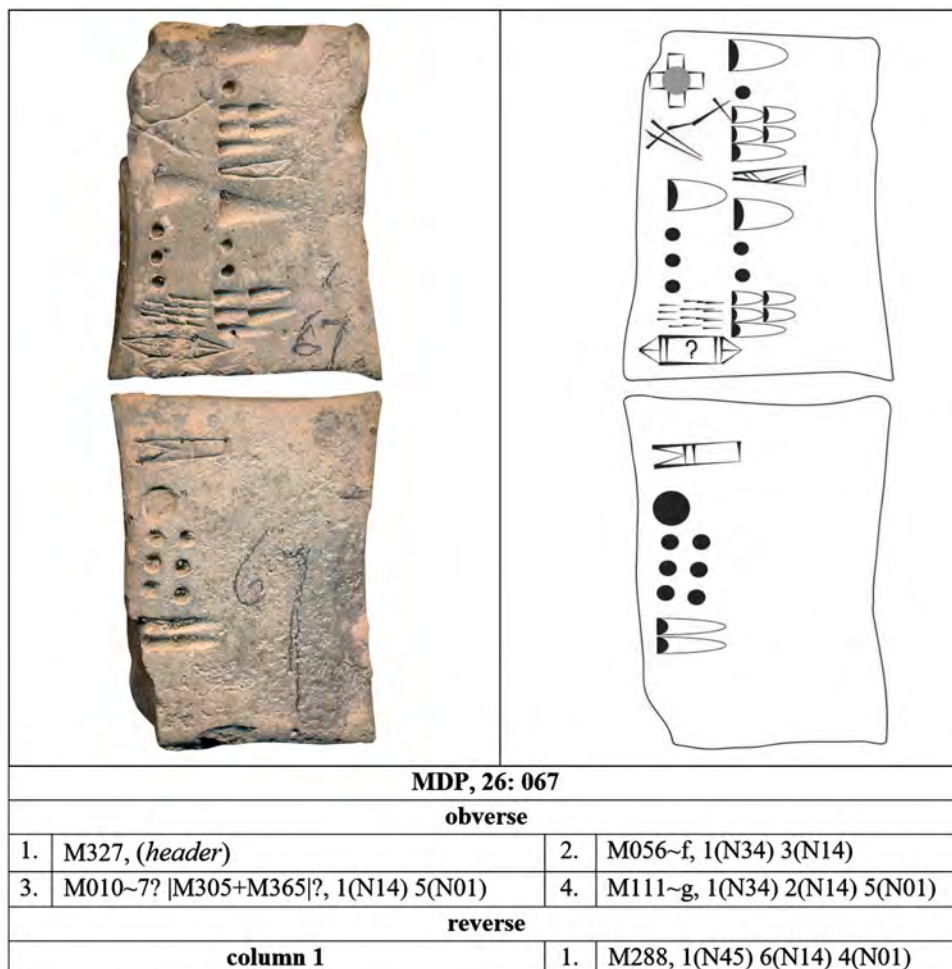 67
?
67
MDP, 26: 067
obverse
1. M327, (header) 2. M056~f, 1(N34) 3(N14)
3. M010~7? |M305+M365|?, 1(N14) 5(N01) 4. M111~g, 1(N34) 2(N14) 5(N01)
reverse
column 1 1. M288, 1(N45) 6(N14) 4(N01)